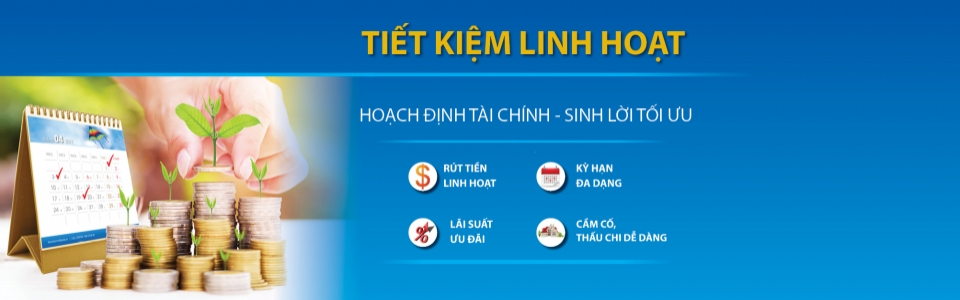 TIẾT KIỆM LINH HOẠT
HOẠCH ĐỊNH TÀI CHÍNH - SINH LỜI TỐI ƯU
RÚT TIỀN
LINH HOẠT
KỲ HẠN
ĐA DẠNG
LÃI SUẤT
ƯU ĐÃI
CẦM CỐ,
THẤU CHI DỄ DÀNG